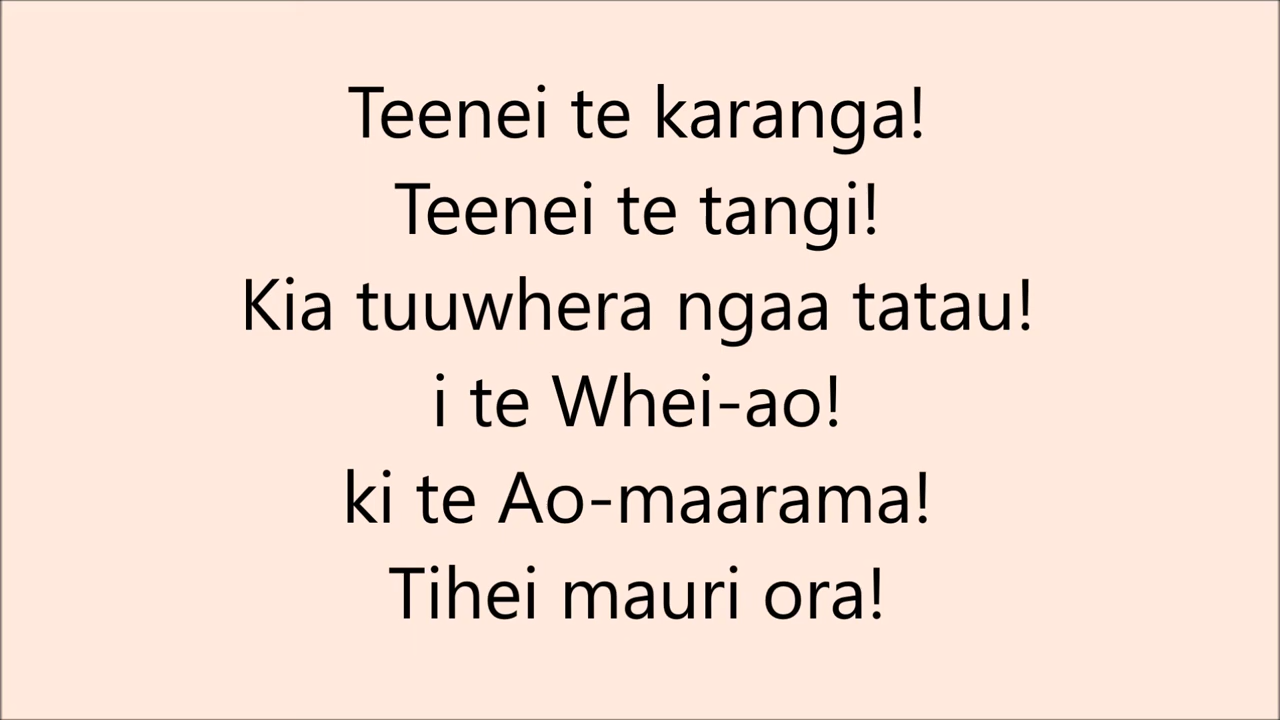 Teenei te karanga!
Teenei te tangi!
Kia tuuwhera ngaa tatau!
i te Whei-ao!
ki te Ao-maarama!
Tihei mauri ora!